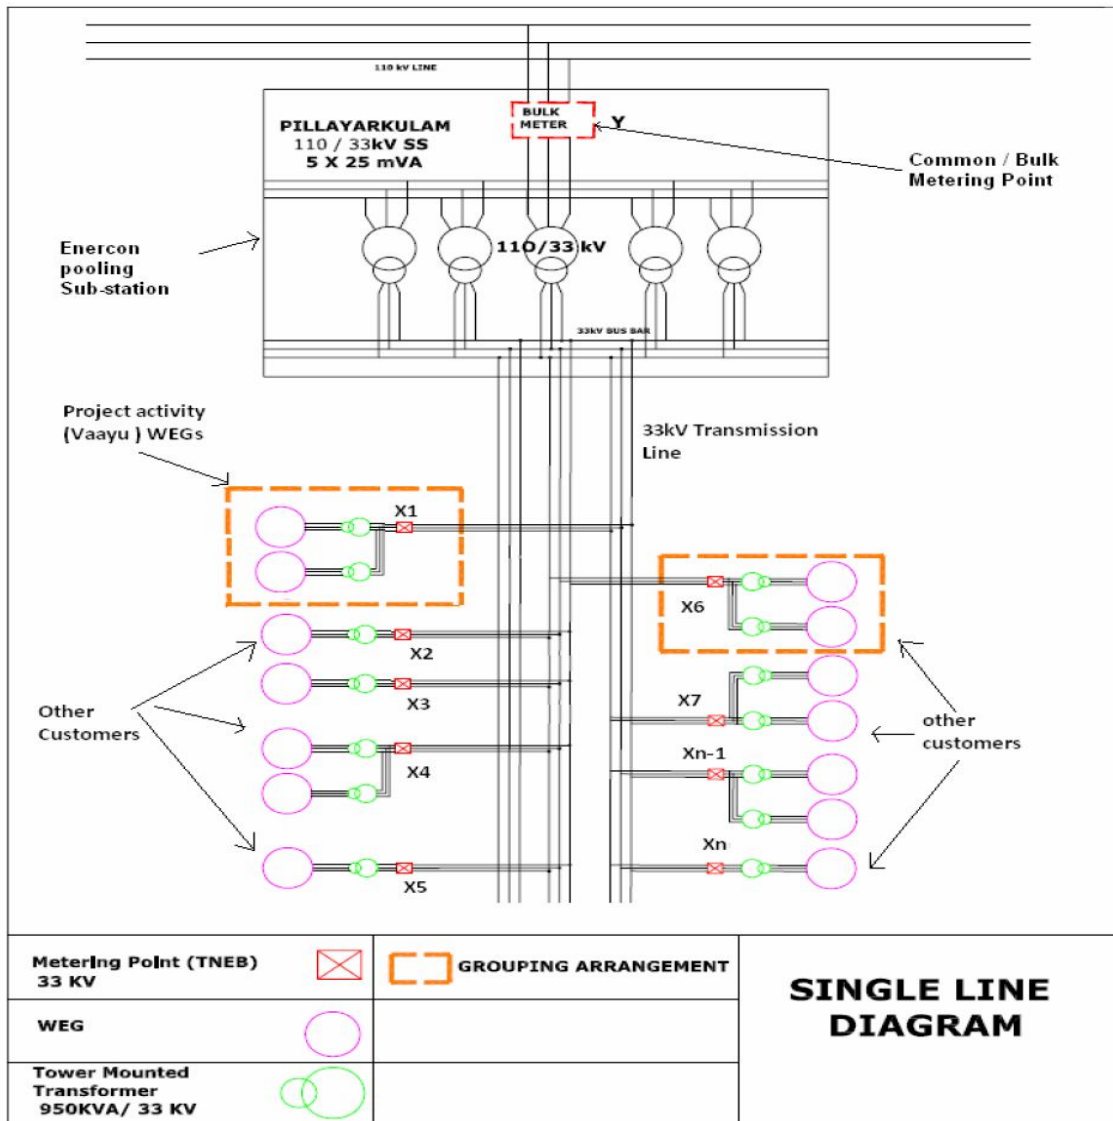 110 kV LINE
BULK
METER
Y
PILLAYARKULAM
110 / 33kV SS
5 X 25 mVA
Common / Bulk
Metering Point
Enercon
pooling
Sub-station
110/33 kV
33kV BUS BAR
Project activity
(Vaayu ) WEGs
33kV Transmission
Line
X1
X6
X2
X3
X7
Other
Customers
other
customers
X4
Xn-1
Xn
X5
Metering Point (TNEB)
33 KV
GROUPING ARRANGEMENT
WEG
Tower Mounted
Transformer
950KVA/ 33 KV
SINGLE LINE
DIAGRAM